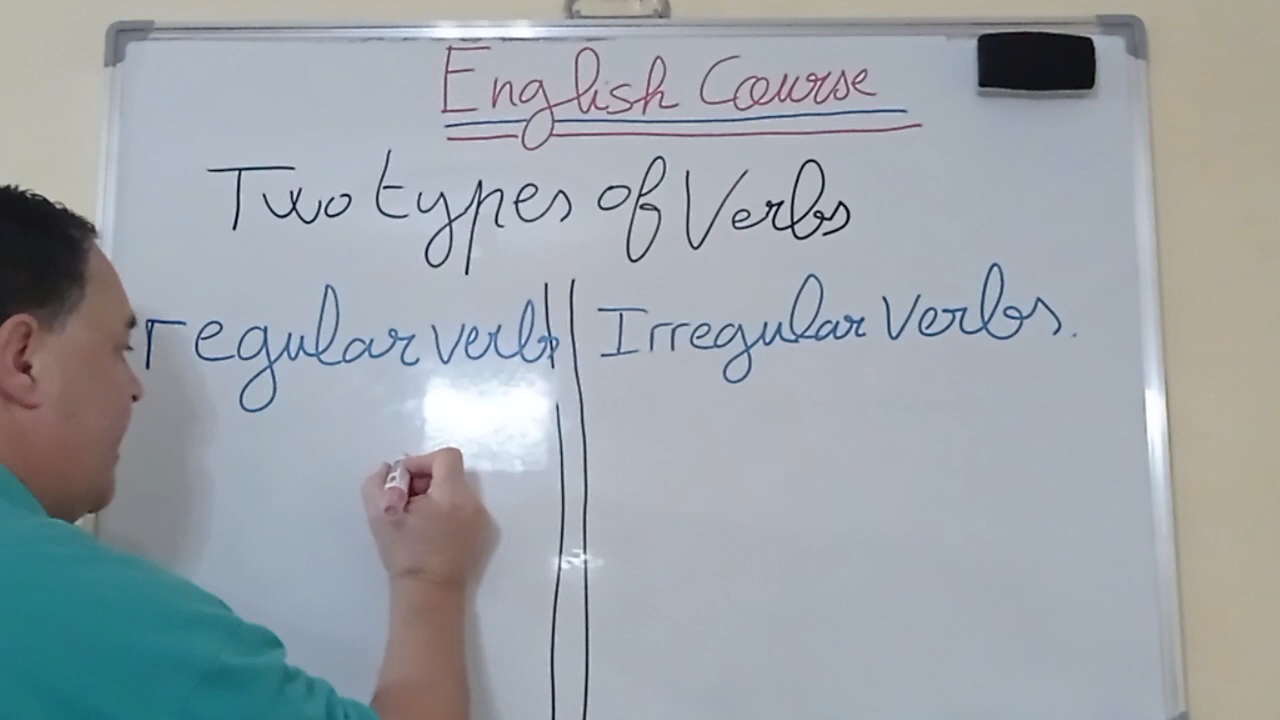 English Course
Two types of Verbs
regular verbs
Irregular Verbs.